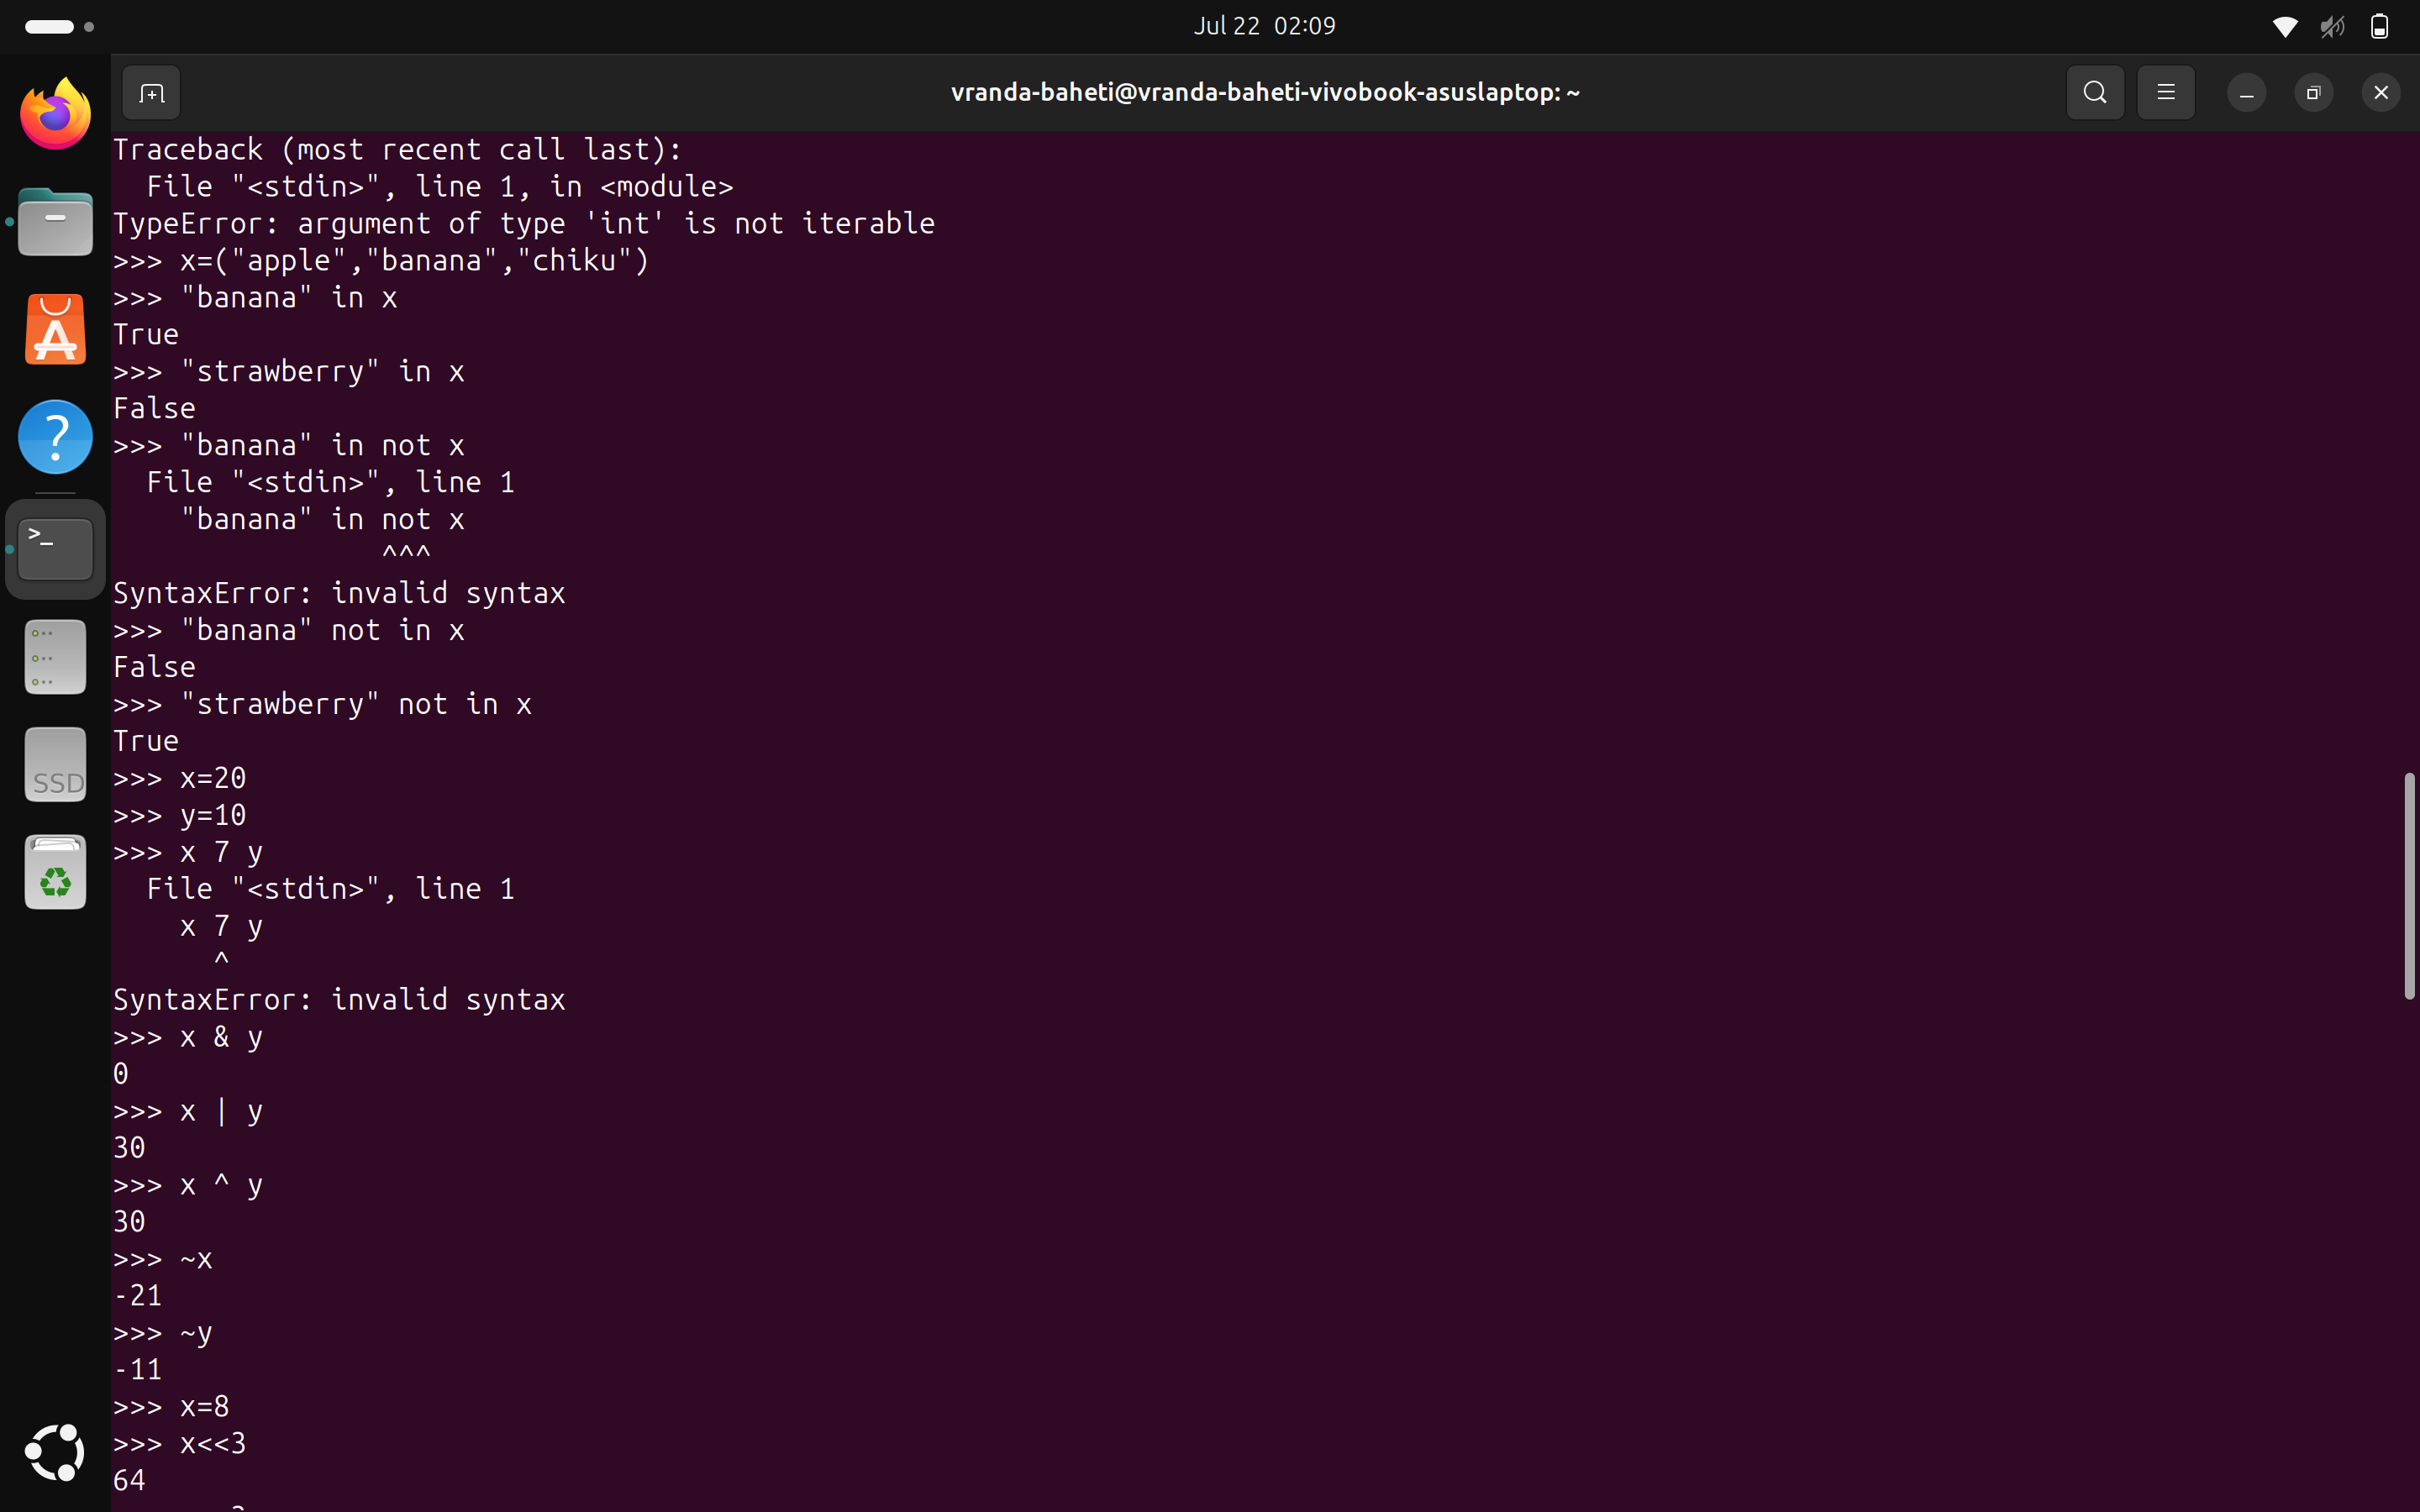 Jul 22 02:09
vranda-baheti@vranda-baheti-vivobook-asuslaptop: ~
Traceback (most recent call last):
  File "<stdin>", line 1, in <module>
TypeError: argument of type 'int' is not iterable
>>> x=("apple","banana","chiku")
>>> "banana" in x
True
>>> "strawberry" in x
False
>>> "banana" in not x
  File "<stdin>", line 1
    "banana" in not x
                ^^^
SyntaxError: invalid syntax
>>> "banana" not in x
False
>>> "strawberry" not in x
True
>>> x=20
>>> y=10
>>> x 7 y
  File "<stdin>", line 1
    x 7 y
      ^
SyntaxError: invalid syntax
>>> x & y
0
>>> x | y
30
>>> x ^ y
30
>>> ~x
-21
>>> ~y
-11
>>> x=8
>>> x<<3
64
SSD